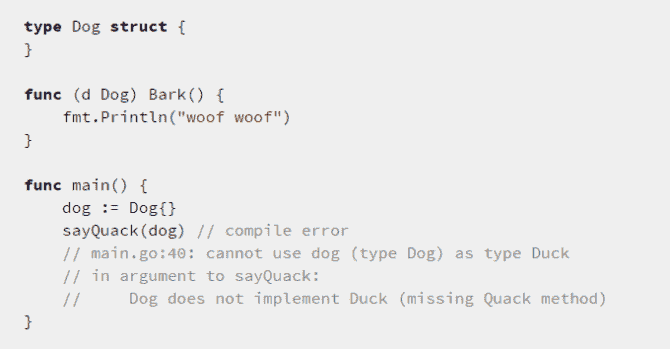 type Dog struct {
}
func (d Dog) Bark() {
    fmt.Println("woof woof")
}
func main() {
    dog := Dog{}
    sayQuack(dog) // compile error
    // main.go:40: cannot use dog (type Dog) as type Duck
    // in argument to sayQuack:
    //     Dog does not implement Duck (missing Quack method)
}